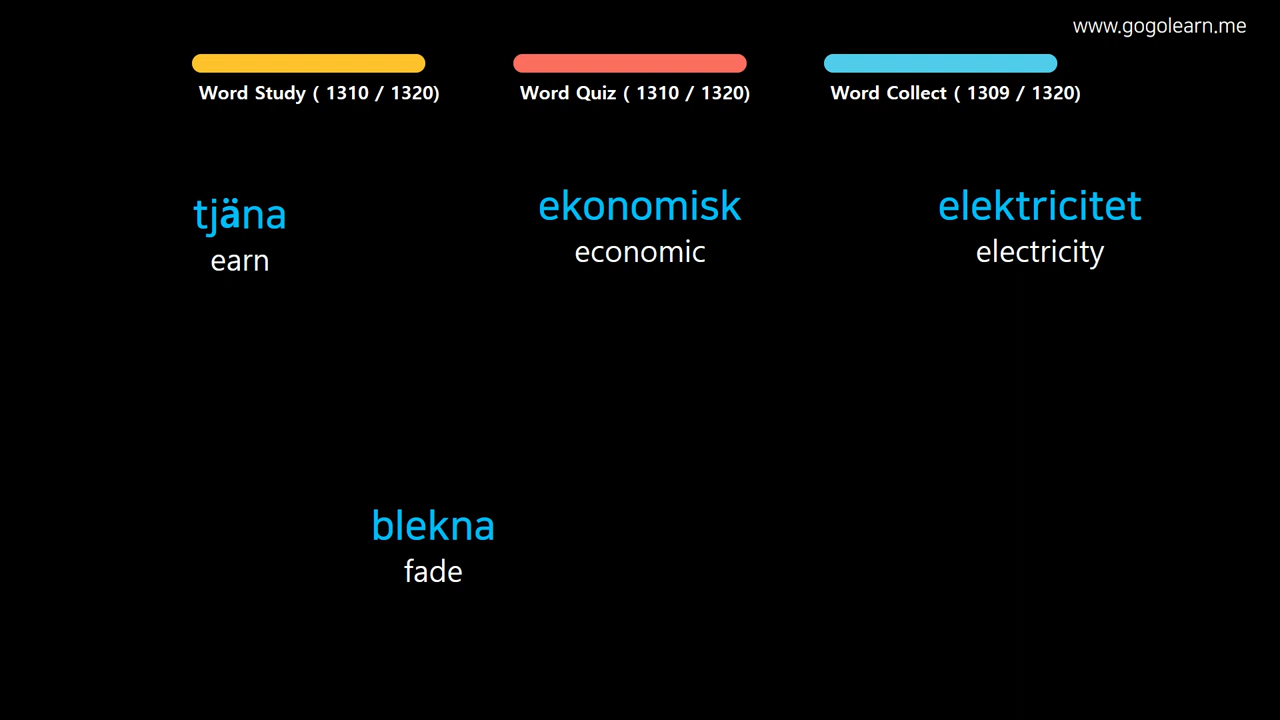 www.gogolearn.me
Word Study ( 1310 / 1320)
Word Quiz ( 1310 / 1320)
Word Collect ( 1309 / 1320)
tjäna
earn
ekonomisk
economic
elektricitet
electricity
blekna
fade